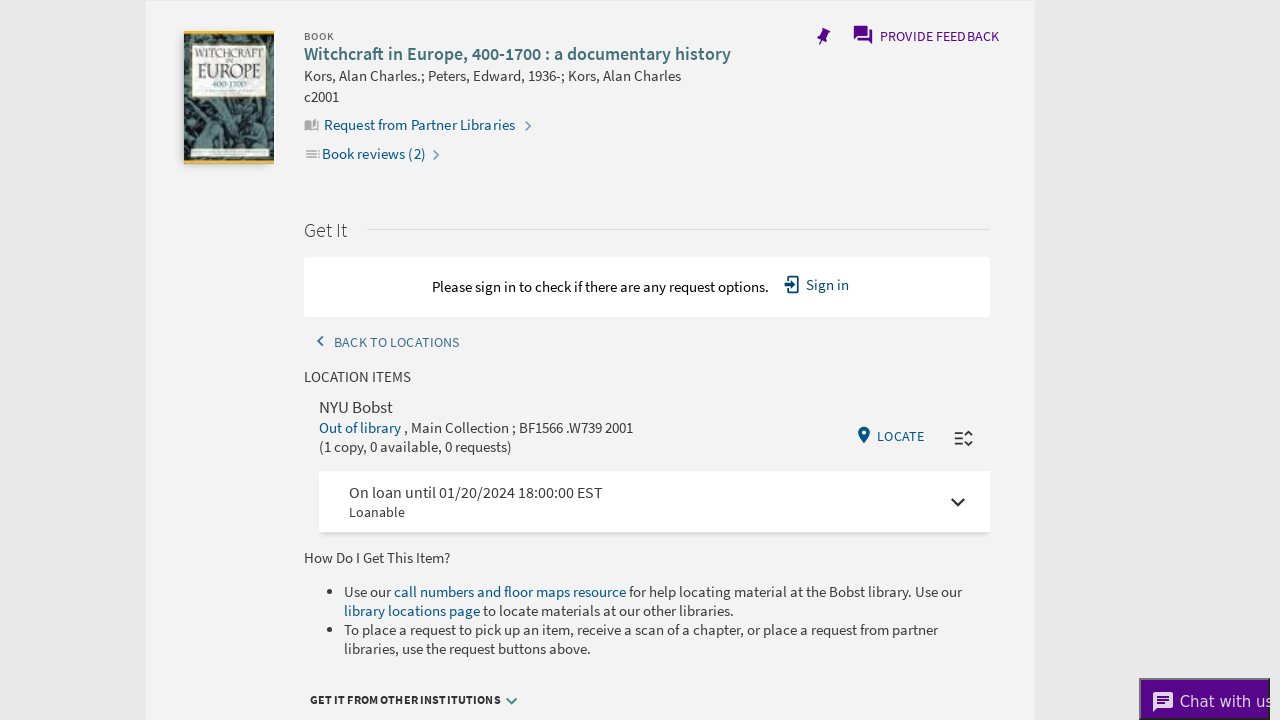 WITCHCRAFT
IN
EUROPE
400-1700
BOOK
PROVIDE FEEDBACK
Witchcraft in Europe, 400-1700 : a documentary history
Kors, Alan Charles.; Peters, Edward, 1936-; Kors, Alan Charles
c2001
Request from Partner Libraries
Book reviews (2)
Get It
Please sign in to check if there are any request options. Sign in
BACK TO LOCATIONS
LOCATION ITEMS
NYU Bobst
Out of library , Main Collection ; BF1566 .W739 2001
(1 copy, 0 available, 0 requests)
LOCATE
On loan until 01/20/2024 18:00:00 EST
Loanable
How Do I Get This Item?
Use our call numbers and floor maps resource for help locating material at the Bobst library. Use our
library locations page to locate materials at our other libraries.
To place a request to pick up an item, receive a scan of a chapter, or place a request from partner
libraries, use the request buttons above.
GET IT FROM OTHER INSTITUTIONS
Chat with us